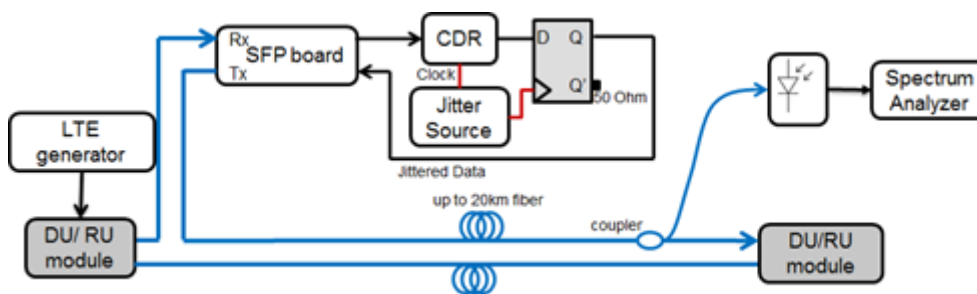 Rx
SFP board
Tx
CDR
D
Q
Q'
50 Ohm
Clock
Jitter
Source
Jittered Data
LTE
generator
Spectrum
Analyzer
up to 20km fiber
coupler
DU/ RU
module
DU/RU
module